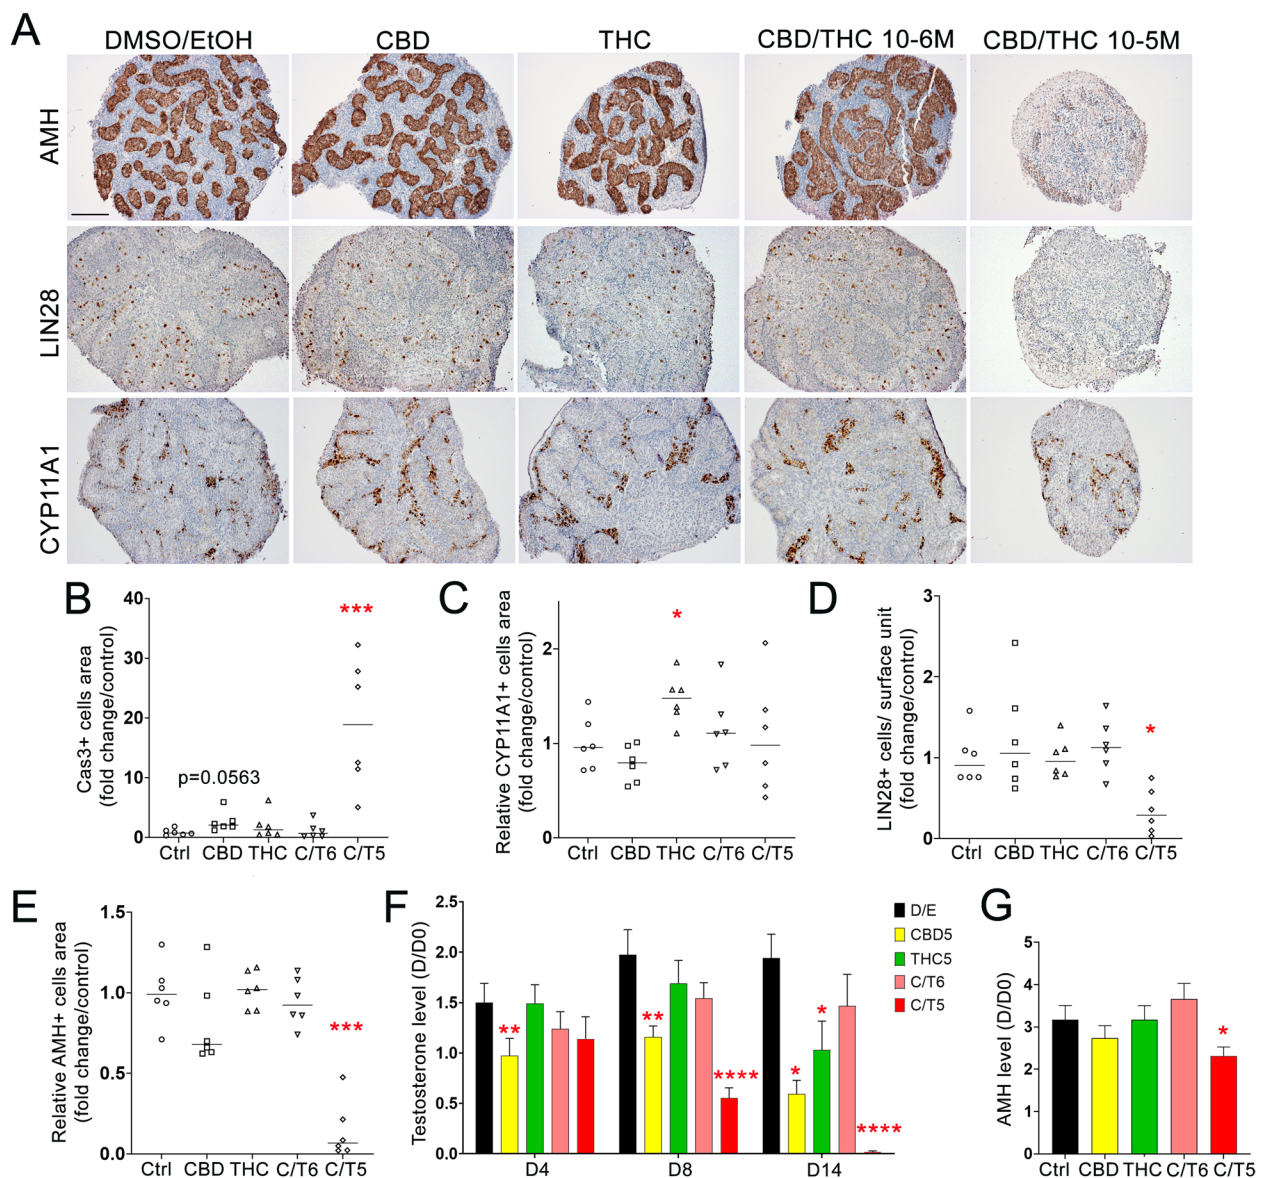 A
DMSO/EtOH
CBD
THC
CBD/THC 10-6M
CBD/THC 10-5M
AMH
LIN28
CYP11A1
B
Cas3+ cells area
(fold change/control)
40
30
20
10
0
***
p=0.0563
Ctrl
CBD
THC
C/T6
C/T5
C
Relative CYP11A1+ cells area
(fold change/control)
2
1
0
*
Ctrl
CBD
THC
C/T6
C/T5
D
LIN28+ cells/ surface unit
(fold change/control)
3
2
1
0
*
Ctrl
CBD
THC
C/T6
C/T5
E
Relative AMH+ cells area
(fold change/control)
1.5
1.0
0.5
0.0
***
Ctrl
CBD
THC
C/T6
C/T5
F
Testosterone level (D/D0)
2.5
2.0
1.5
1.0
0.5
0.0
**
**
****
*
*
****
D4
D8
D14
D/E
CBD5
THC5
C/T6
C/T5
G
AMH level (D/D0)
5
4
3
2
1
0
*
Ctrl
CBD
THC
C/T6
C/T5